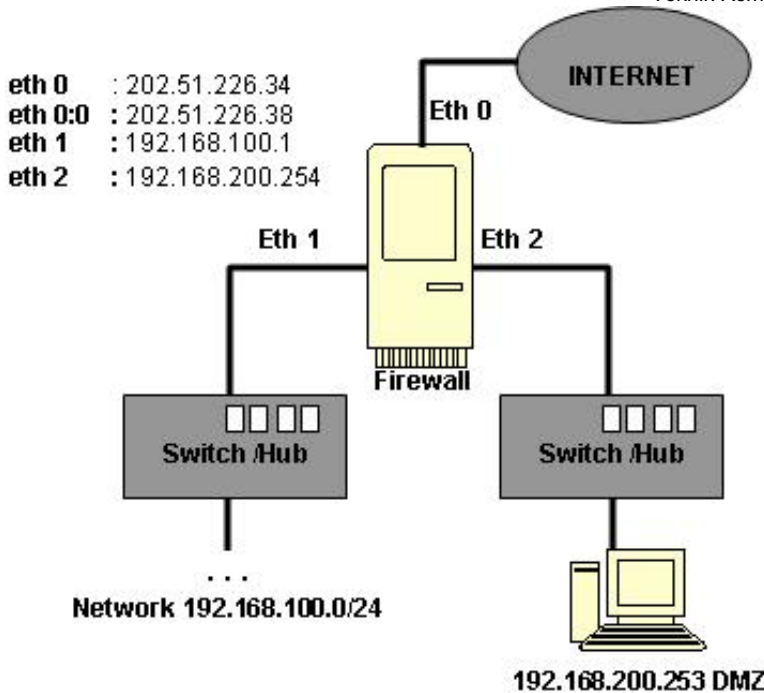 eth 0 : 202.51.226.34
eth 0:0 : 202.51.226.38
eth 1 : 192.168.100.1
eth 2 : 192.168.200.254
INTERNET
Eth 0
Eth 1
Eth 2
Firewall
Switch /Hub
Switch /Hub
. . .
Network 192.168.100.0/24
192.168.200.253 DMZ